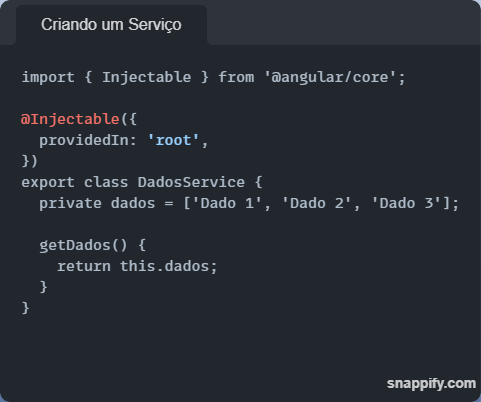 Criando um Serviço
import { Injectable } from '@angular/core';
@Injectable({
  providedIn: 'root',
})
export class DadosService {
  private dados = ['Dado 1', 'Dado 2', 'Dado 3'];
  getDados() {
    return this.dados;
  }
}
snappify.com